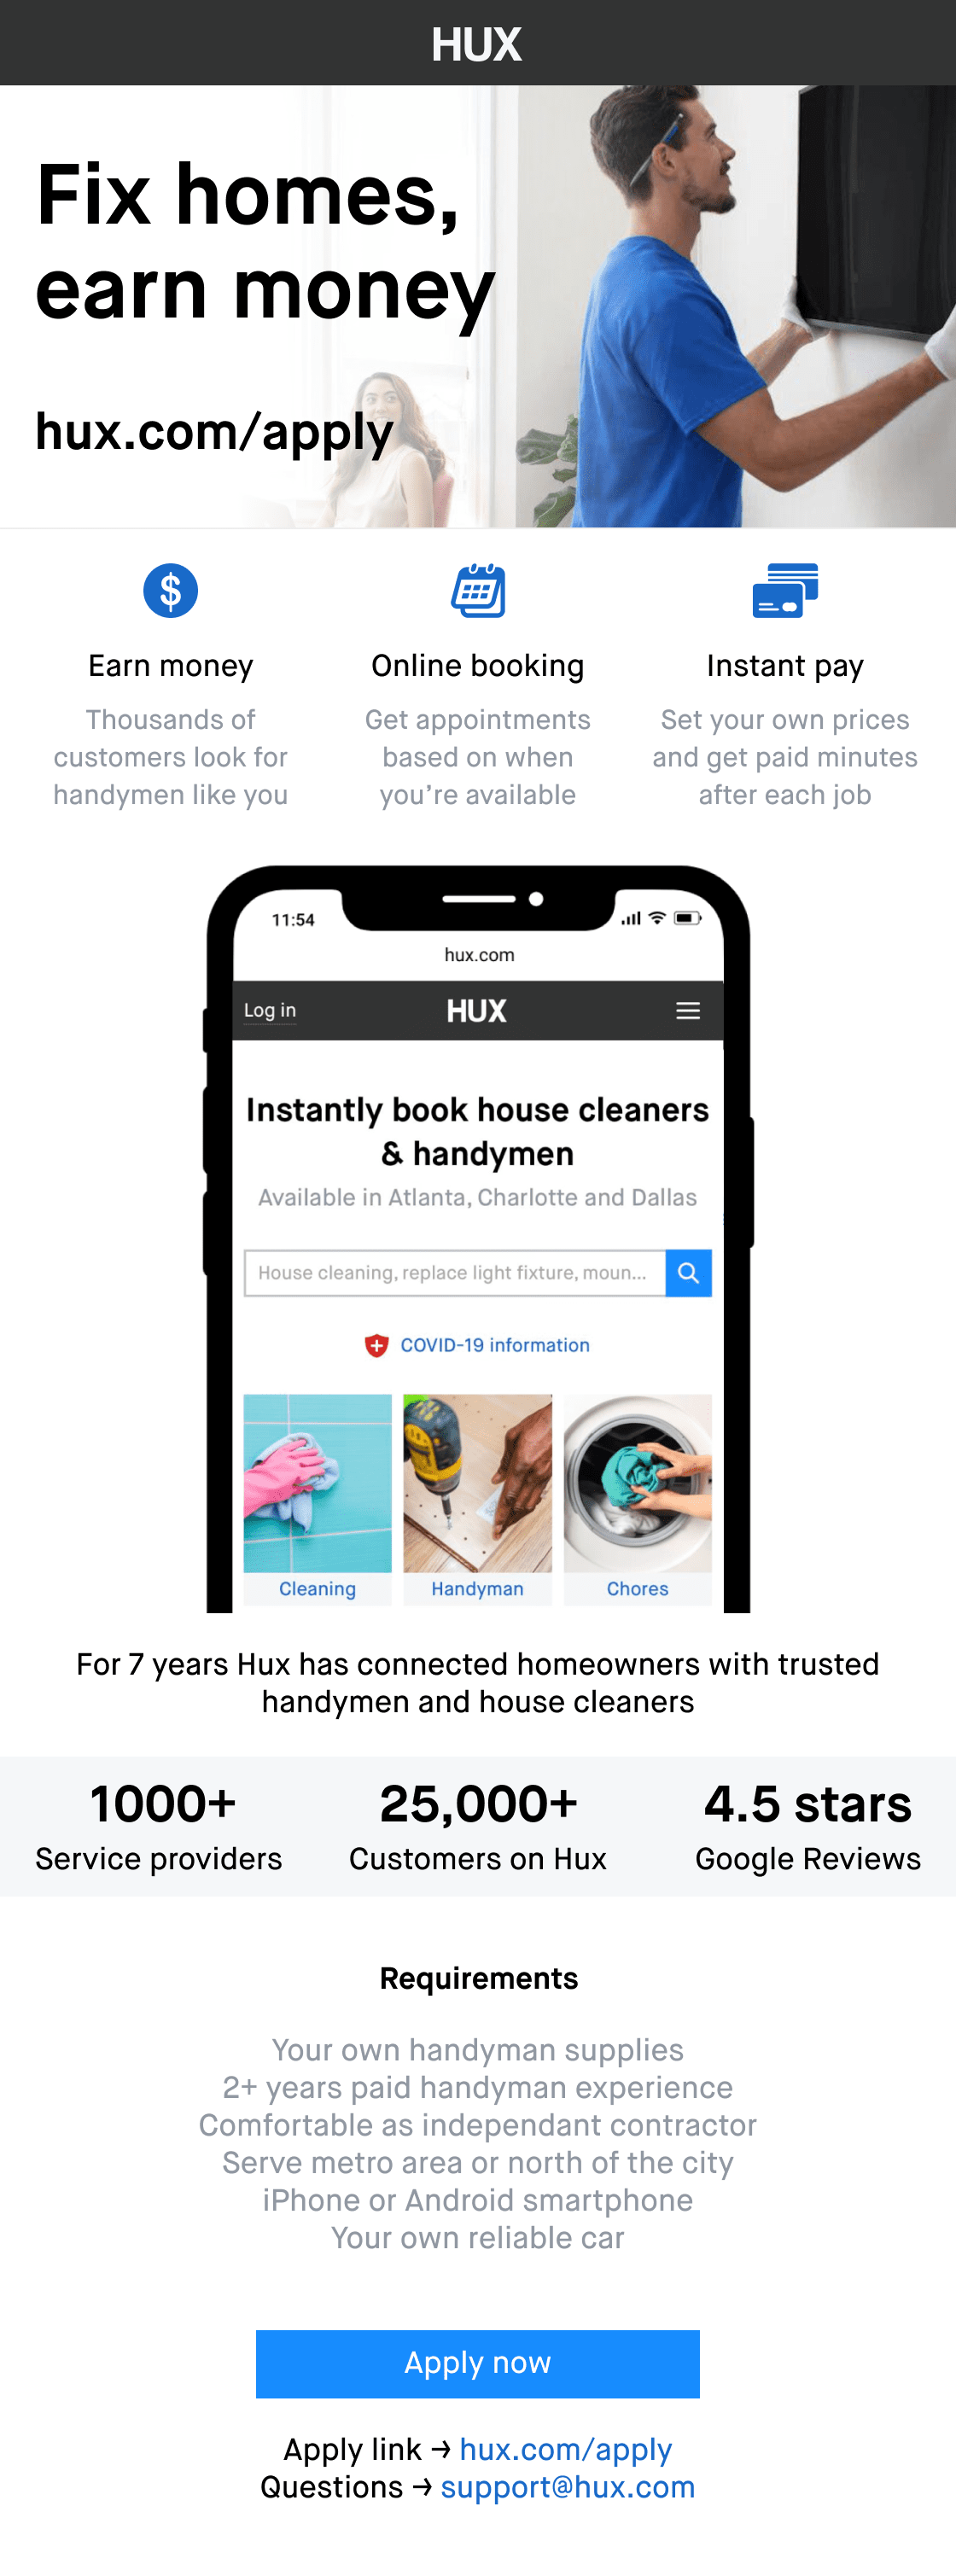 HUX
Fix homes,
earn money
hux.com/apply
Earn money
Thousands of
customers look for
handymen like you
Online booking
Get appointments
based on when
you're available
Instant pay
Set your own prices
and get paid minutes
after each job
11:54
hux.com
Log in
HUX
Instantly book house cleaners
& handymen
Available in Atlanta, Charlotte and Dallas
House cleaning, replace light fixture, moun...
COVID-19 information
Cleaning
Handyman
Chores
For 7 years Hux has connected homeowners with trusted
handymen and house cleaners
1000+
Service providers
25,000+
Customers on Hux
4.5 stars
Google Reviews
Requirements
Your own handyman supplies
2+ years paid handyman experience
Comfortable as independant contractor
Serve metro area or north of the city
iPhone or Android smartphone
Your own reliable car
Apply now
Apply link → hux.com/apply
Questions → support@hux.com